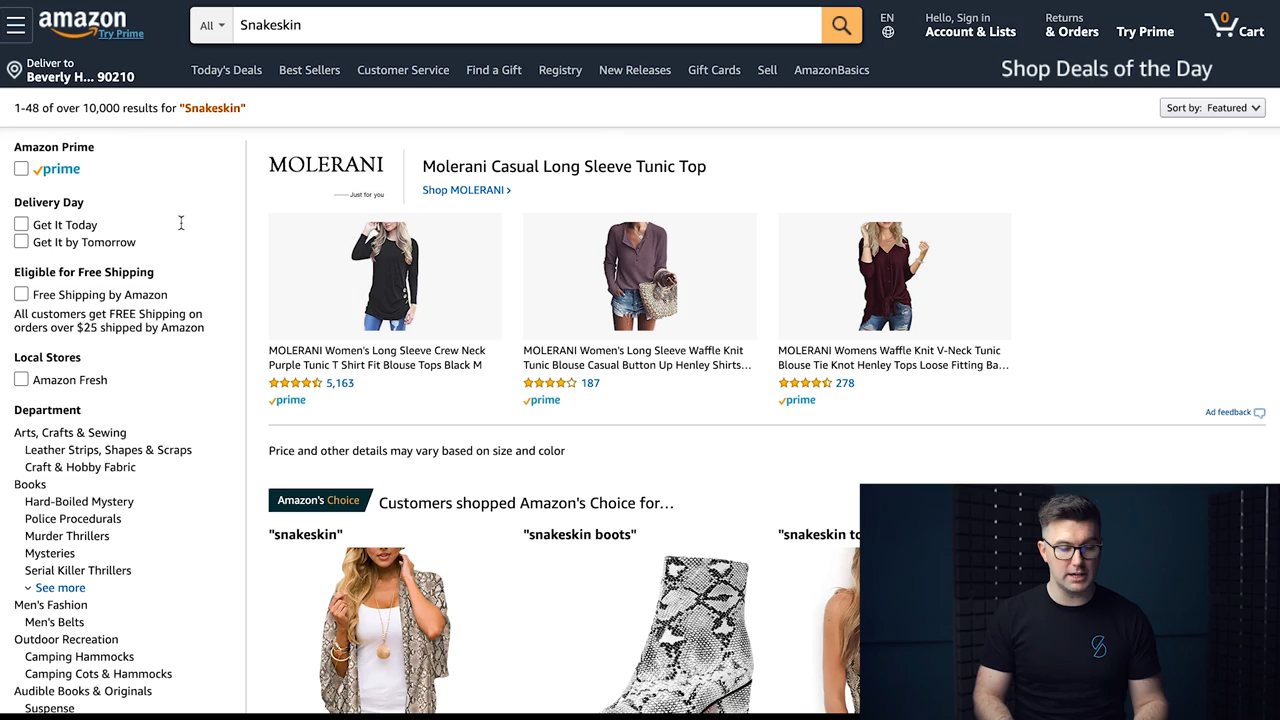 amazon
Try Prime
All
Snakeskin
EN
Hello, Sign in
Account & Lists
Returns
& Orders
Try Prime
0
Cart
Deliver to
Beverly H... 90210
Today's Deals
Best Sellers
Customer Service
Find a Gift
Registry
New Releases
Gift Cards
Sell
AmazonBasics
Shop Deals of the Day
1-48 of over 10,000 results for "Snakeskin"
Sort by: Featured
Amazon Prime
prime
Delivery Day
Get It Today
Get It by Tomorrow
Eligible for Free Shipping
Free Shipping by Amazon
All customers get FREE Shipping on
orders over $25 shipped by Amazon
Local Stores
Amazon Fresh
Department
Arts, Crafts & Sewing
Leather Strips, Shapes & Scraps
Craft & Hobby Fabric
Books
Hard-Boiled Mystery
Police Procedurals
Murder Thrillers
Mysteries
Serial Killer Thrillers
See more
Men's Fashion
Men's Belts
Outdoor Recreation
Camping Hammocks
Camping Cots & Hammocks
Audible Books & Originals
Suspense
MOLERANI
Just for you
Molerani Casual Long Sleeve Tunic Top
Shop MOLERANI ›
MOLERANI Women's Long Sleeve Crew Neck
Purple Tunic T Shirt Fit Blouse Tops Black M
5,163
prime
MOLERANI Women's Long Sleeve Waffle Knit
Tunic Blouse Casual Button Up Henley Shirts...
187
prime
MOLERANI Womens Waffle Knit V-Neck Tunic
Blouse Tie Knot Henley Tops Loose Fitting Ba...
278
prime
Ad feedback
Price and other details may vary based on size and color
Amazon's Choice
Customers shopped Amazon's Choice for...
"snakeskin"
"snakeskin boots"
"snakeskin to